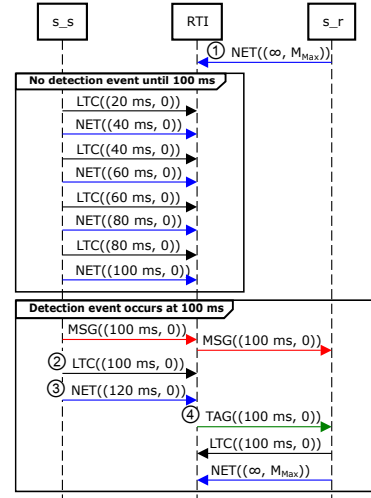 s_s RTI s_r
① NET((∞, M_Max))
No detection event until 100 ms
LTC((20 ms, 0))
NET((40 ms, 0))
LTC((40 ms, 0))
NET((60 ms, 0))
LTC((60 ms, 0))
NET((80 ms, 0))
LTC((80 ms, 0))
NET((100 ms, 0))
Detection event occurs at 100 ms
MSG((100 ms, 0))
MSG((100 ms, 0))
② LTC((100 ms, 0))
③ NET((120 ms, 0))
④ TAG((100 ms, 0))
LTC((100 ms, 0))
NET((∞, M_Max))